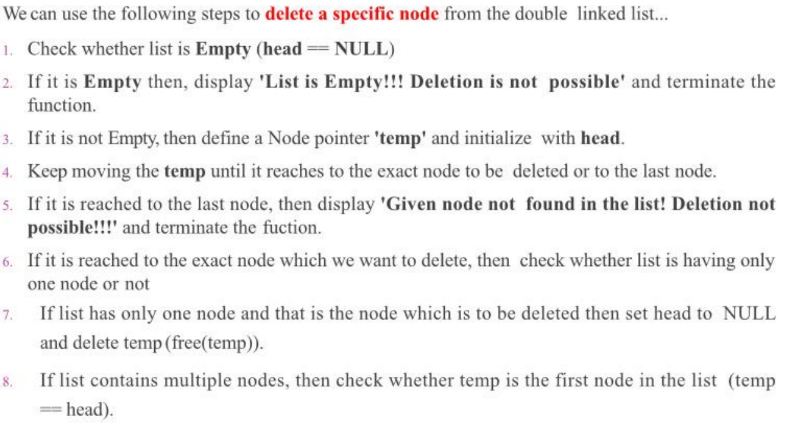 We can use the following steps to delete a specific node from the double linked list...
1. Check whether list is Empty (head == NULL)
2. If it is Empty then, display 'List is Empty!!! Deletion is not possible' and terminate the
function.
3. If it is not Empty, then define a Node pointer 'temp' and initialize with head.
4. Keep moving the temp until it reaches to the exact node to be deleted or to the last node.
5. If it is reached to the last node, then display 'Given node not found in the list! Deletion not
possible!!!' and terminate the fuction.
6. If it is reached to the exact node which we want to delete, then check whether list is having only
one node or not
7. If list has only one node and that is the node which is to be deleted then set head to NULL
and delete temp (free(temp)).
8. If list contains multiple nodes, then check whether temp is the first node in the list (temp
== head).